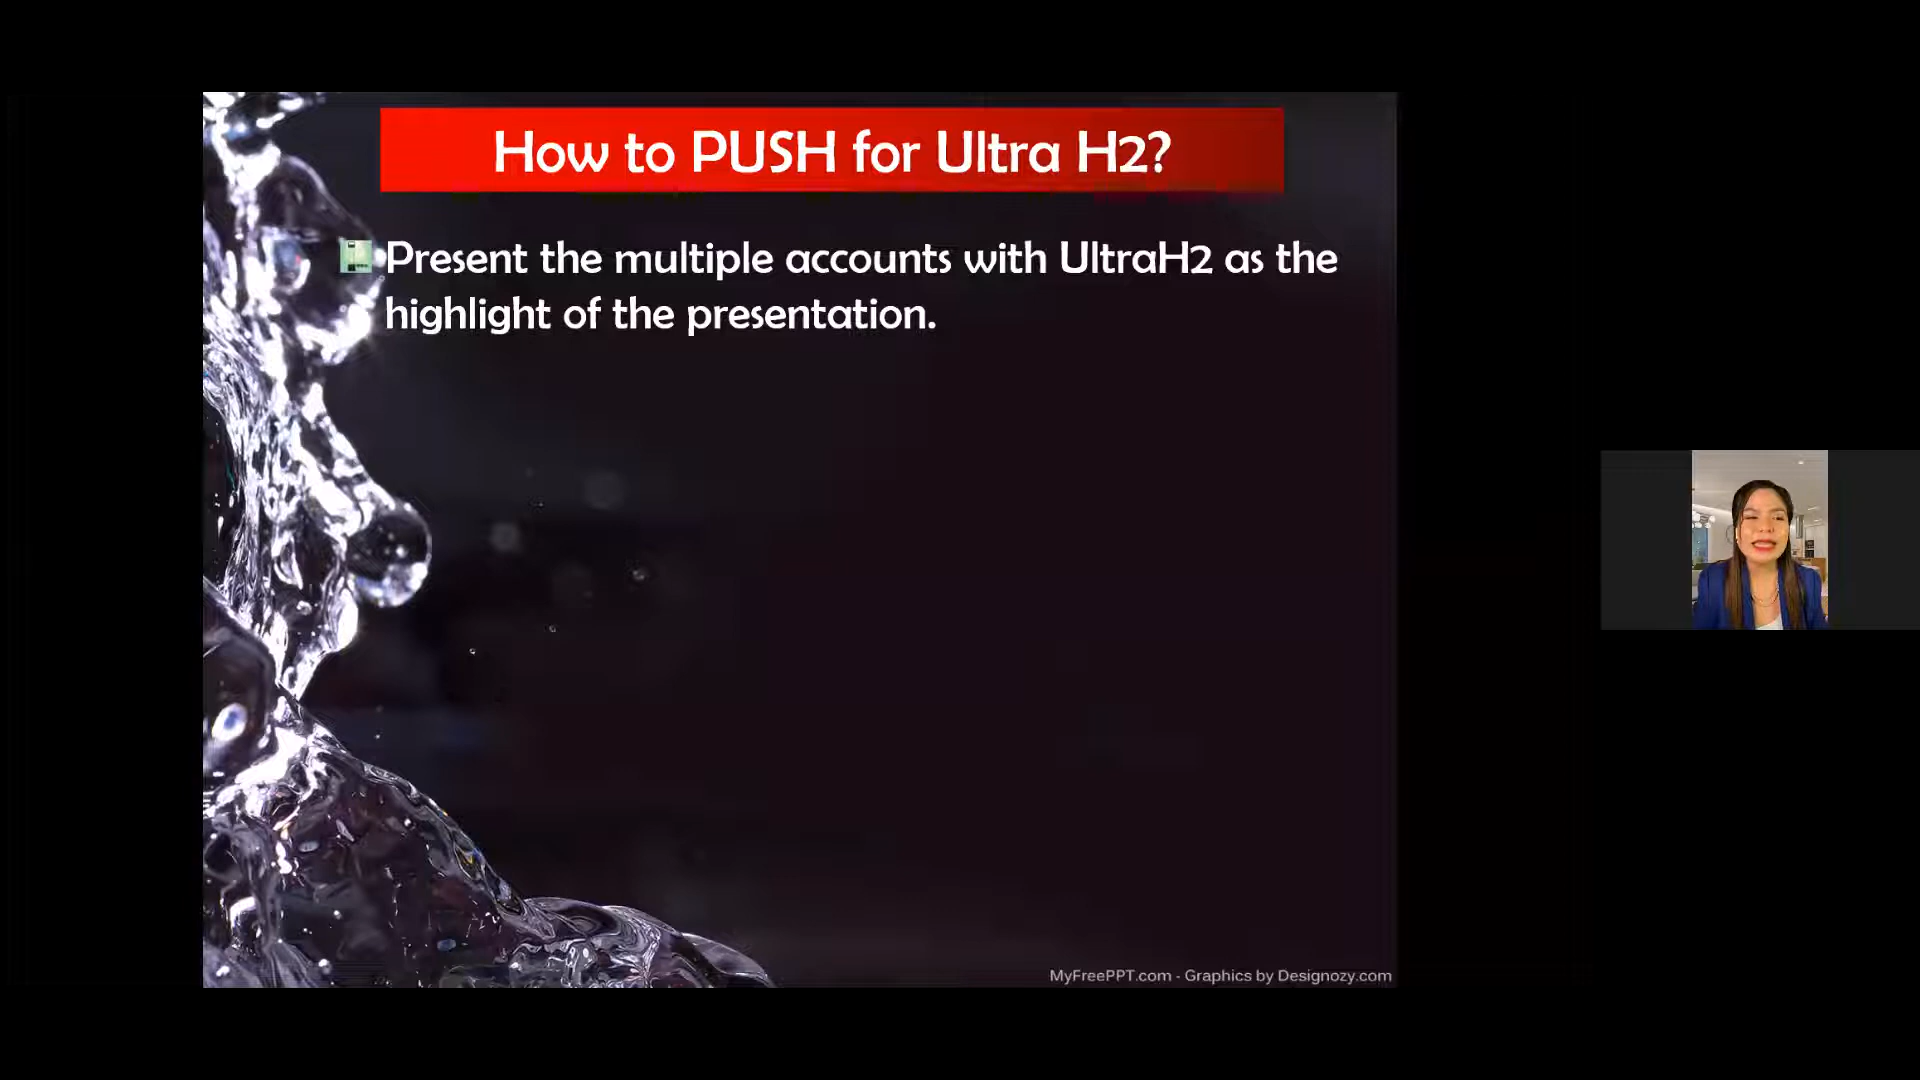 How to PUSH for Ultra H2?
Present the multiple accounts with UltraH2 as the
highlight of the presentation.
MyFreePPT.com - Graphics by Designozy.com